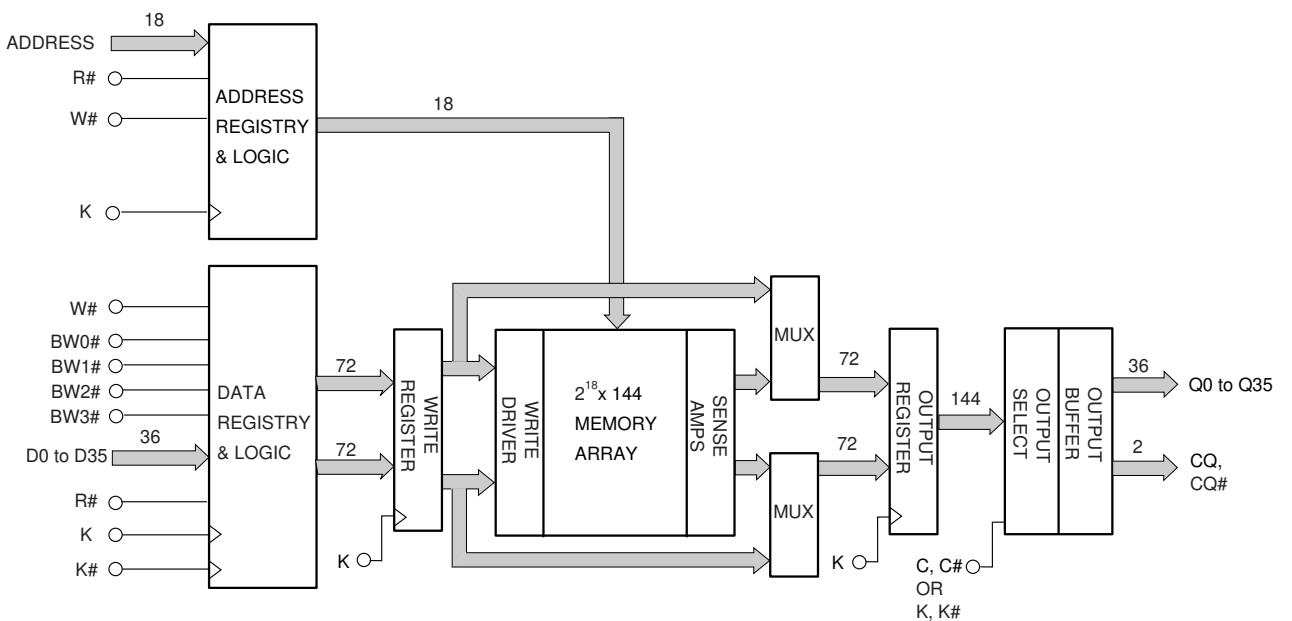 18
ADDRESS
R#
W#
K
ADDRESS
REGISTRY
& LOGIC
18
W#
BW0#
BW1#
BW2#
BW3#
36
D0 to D35
R#
K
K#
DATA
REGISTRY
& LOGIC
72
72
WRITE
REGISTER
K
WRITE
DRIVER
2¹⁸x 144
MEMORY
ARRAY
SENSE
AMPS
MUX
MUX
72
72
OUTPUT
REGISTER
K
144
OUTPUT
SELECT
OUTPUT
BUFFER
C, C#
OR
K, K#
36
Q0 to Q35
2
CQ,
CQ#